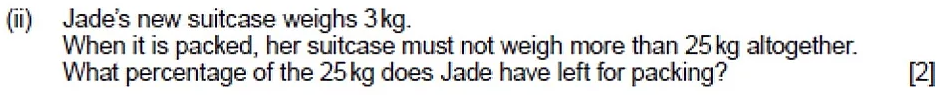 (ii) Jade's new suitcase weighs 3 kg.
When it is packed, her suitcase must not weigh more than 25 kg altogether.
What percentage of the 25 kg does Jade have left for packing? [2]